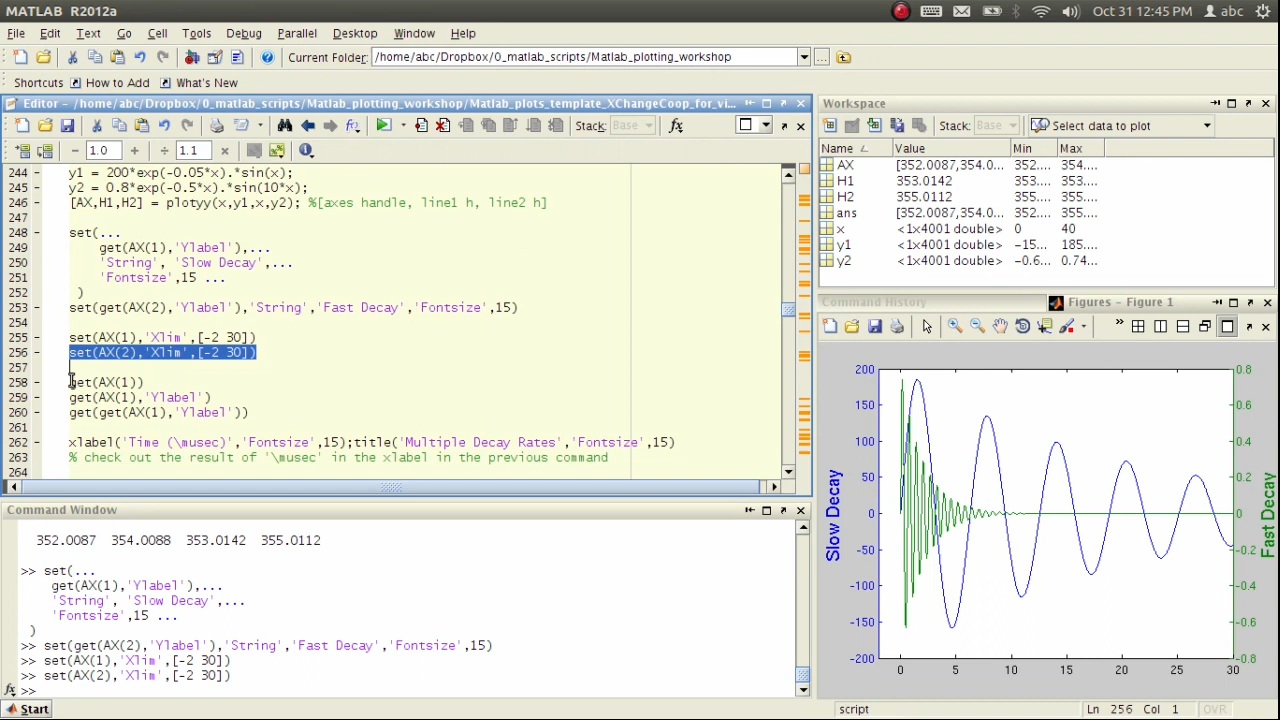 MATLAB R2012a
Oct 31 12:45 PM
abc
File Edit Text Go Cell Tools Debug Parallel Desktop Window Help
Current Folder: /home/abc/Dropbox/0_matlab_scripts/Matlab_plotting_workshop
Shortcuts How to Add What's New
Editor - /home/abc/Dropbox/0_matlab_scripts/Matlab_plotting_workshop/Matlab_plots_template_XChangeCoop_for_vi...
Stack: Base
fx
- 1.0 + ÷ 1.1 ×
244 - y1 = 200*exp(-0.05*x).*sin(x);
245 - y2 = 0.8*exp(-0.5*x).*sin(10*x);
246 - [AX,H1,H2] = plotyy(x,y1,x,y2); %[axes handle, line1 h, line2 h]
247
248 - set(...
249 - get(AX(1),'Ylabel'),...
250 - 'String', 'Slow Decay',...
251 - 'Fontsize',15 ...
252 - )
253 - set(get(AX(2),'Ylabel'),'String','Fast Decay','Fontsize',15)
254
255 - set(AX(1),'Xlim',[-2 30])
256 - set(AX(2),'Xlim',[-2 30])
257
258 - get(AX(1))
259 - get(AX(1),'Ylabel')
260 - get(get(AX(1),'Ylabel'))
261
262 - xlabel('Time (\musec)','Fontsize',15);title('Multiple Decay Rates','Fontsize',15)
263 % check out the result of '\musec' in the xlabel in the previous command
264
Command Window
352.0087 354.0088 353.0142 355.0112
>> set(...
get(AX(1),'Ylabel'),...
'String', 'Slow Decay',...
'Fontsize',15 ...
)
>> set(get(AX(2),'Ylabel'),'String','Fast Decay','Fontsize',15)
>> set(AX(1),'Xlim',[-2 30])
>> set(AX(2),'Xlim',[-2 30])
fx >>
Workspace
Stack: Base Select data to plot
Name Value Min Max
AX [352.0087,354.0... 352.... 354....
H1 353.0142 353.... 353....
H2 355.0112 355.... 355....
ans [352.0087,354.0... 352.... 355....
x <1x4001 double> 0 40
y1 <1x4001 double> -15... 185....
y2 <1x4001 double> -0.6... 0.74...
Command History Figures - Figure 1
200
150
100
50
0
-50
-100
-150
-200
Slow Decay
0.8
0.6
0.4
0.2
0
-0.2
-0.4
-0.6
-0.8
Fast Decay
0 5 10 15 20 25 30
Start script Ln 256 Col 1 OVR